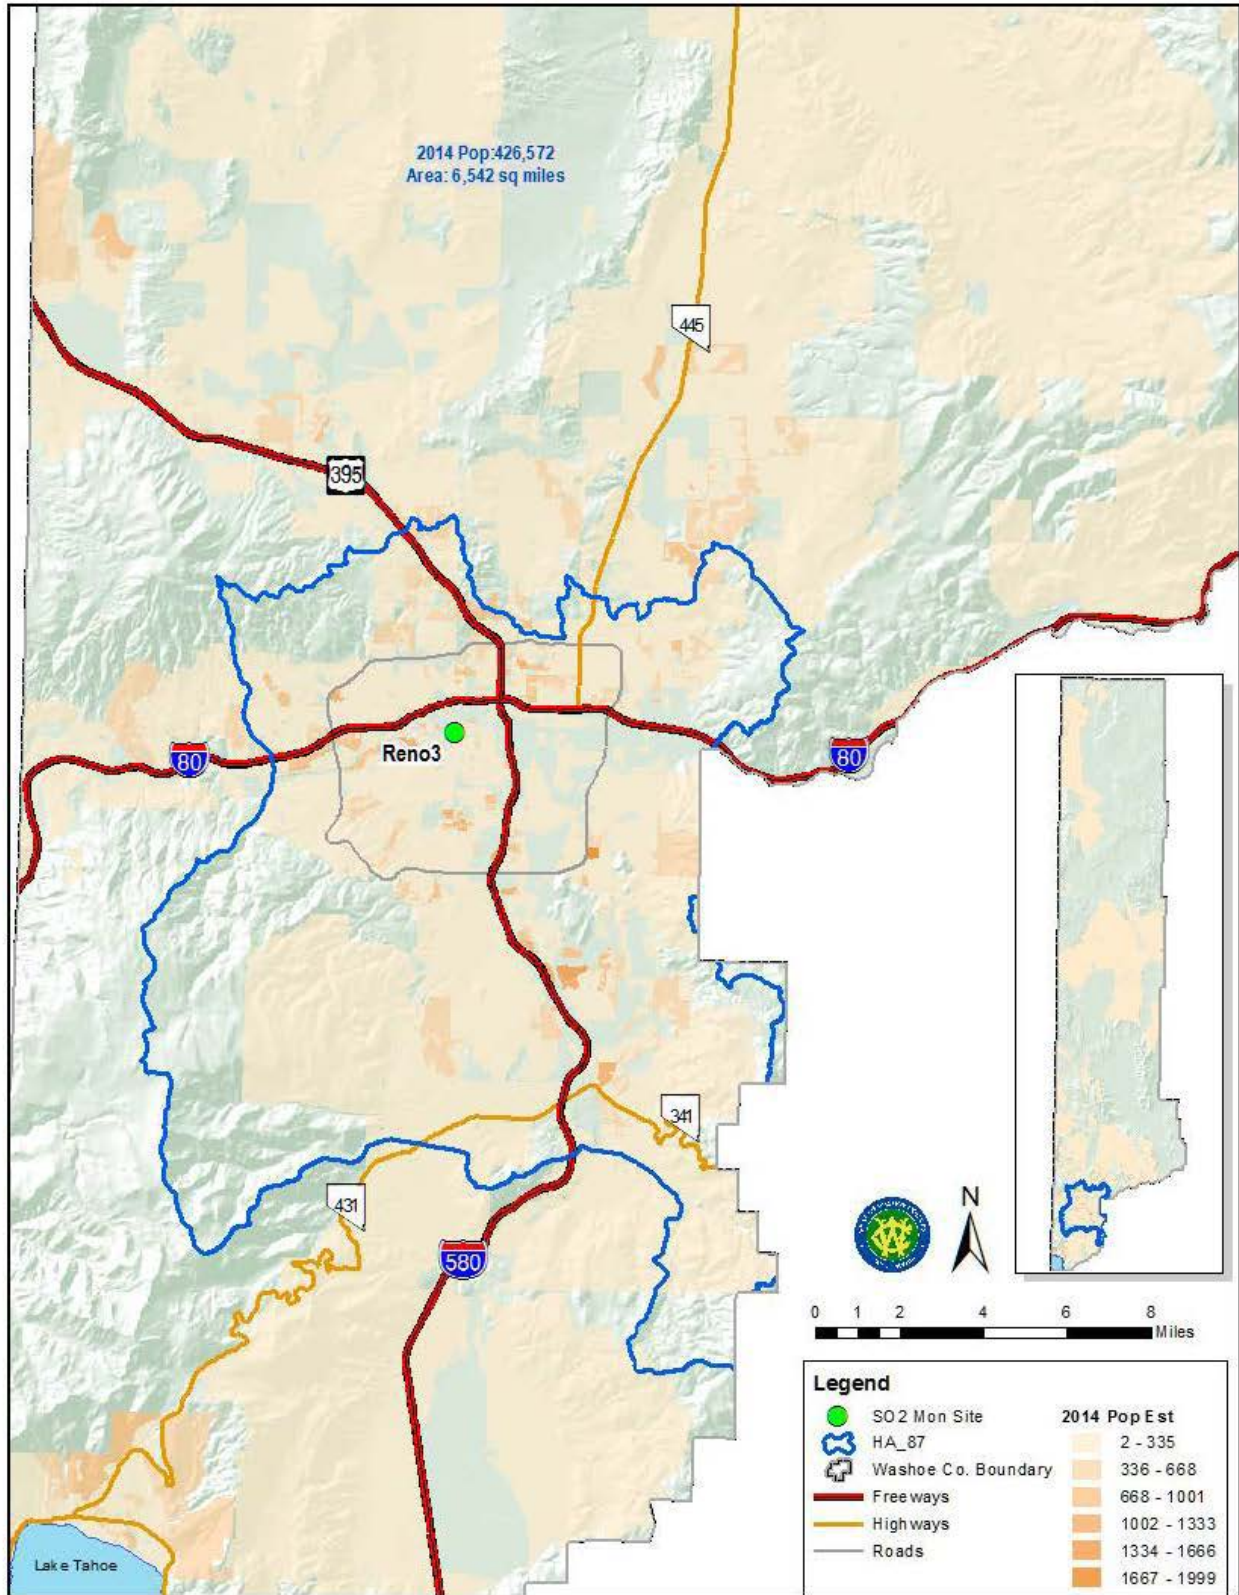 2014 Pop:426,572
Area: 6,542 sq miles
445
395
80
Reno3
80
341
431
580
N
0 1 2 4 6 8
Miles
Lake Tahoe
Legend
SO2 Mon Site
HA_87
Washoe Co. Boundary
Freeways
Highways
Roads
2014 Pop Est
2 - 335
336 - 668
668 - 1001
1002 - 1333
1334 - 1666
1667 - 1999